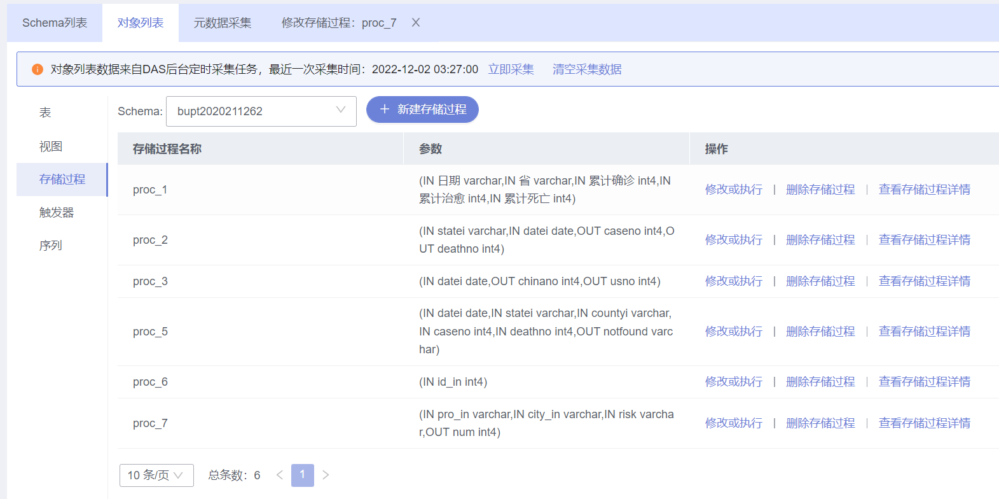 Schema列表 对象列表 元数据采集 修改存储过程：proc_7
对象列表数据来自DAS后台定时采集任务，最近一次采集时间：2022-12-02 03:27:00 立即采集 清空采集数据
表
视图
存储过程
触发器
序列
Schema: bupt2020211262 新建存储过程
存储过程名称 参数 操作
proc_1
(IN 日期 varchar,IN 省 varchar,IN 累计确诊 int4,IN
累计治愈 int4,IN 累计死亡 int4)
修改或执行 | 删除存储过程 | 查看存储过程详情
proc_2
(IN statei varchar,IN datei date,OUT caseno int4,O
UT deathno int4)
修改或执行 | 删除存储过程 | 查看存储过程详情
proc_3
(IN datei date,OUT chinano int4,OUT usno int4)
修改或执行 | 删除存储过程 | 查看存储过程详情
proc_5
(IN datei date,IN statei varchar,IN countyi varchar,
IN caseno int4,IN deathno int4,OUT notfound varc
har)
修改或执行 | 删除存储过程 | 查看存储过程详情
proc_6
(IN id_in int4)
修改或执行 | 删除存储过程 | 查看存储过程详情
proc_7
(IN pro_in varchar,IN city_in varchar,IN risk varcha
r,OUT num int4)
修改或执行 | 删除存储过程 | 查看存储过程详情
10 条/页 总条数：6 1